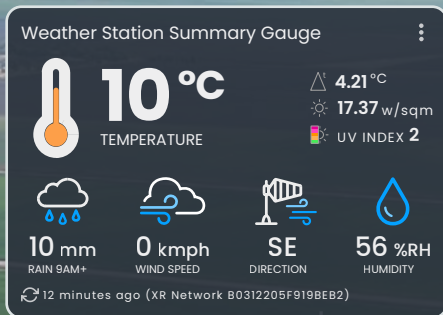 Weather Station Summary Gauge
10 °C
TEMPERATURE
4.21 °C
17.37 w/sqm
UV INDEX 2
10 mm
RAIN 9AM+
0 kmph
WIND SPEED
SE
DIRECTION
56 %RH
HUMIDITY
12 minutes ago (XR Network B0312205F919BEB2)